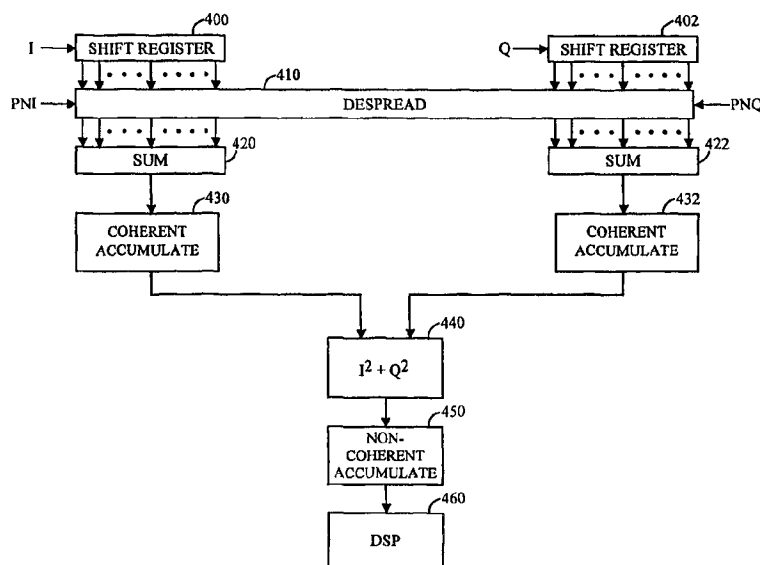 400
402
I
SHIFT REGISTER
Q
SHIFT REGISTER
410
PNI
DESPREAD
PNQ
SUM
420
SUM
422
430
432
COHERENT
ACCUMULATE
COHERENT
ACCUMULATE
440
I² + Q²
450
NON-
COHERENT
ACCUMULATE
460
DSP